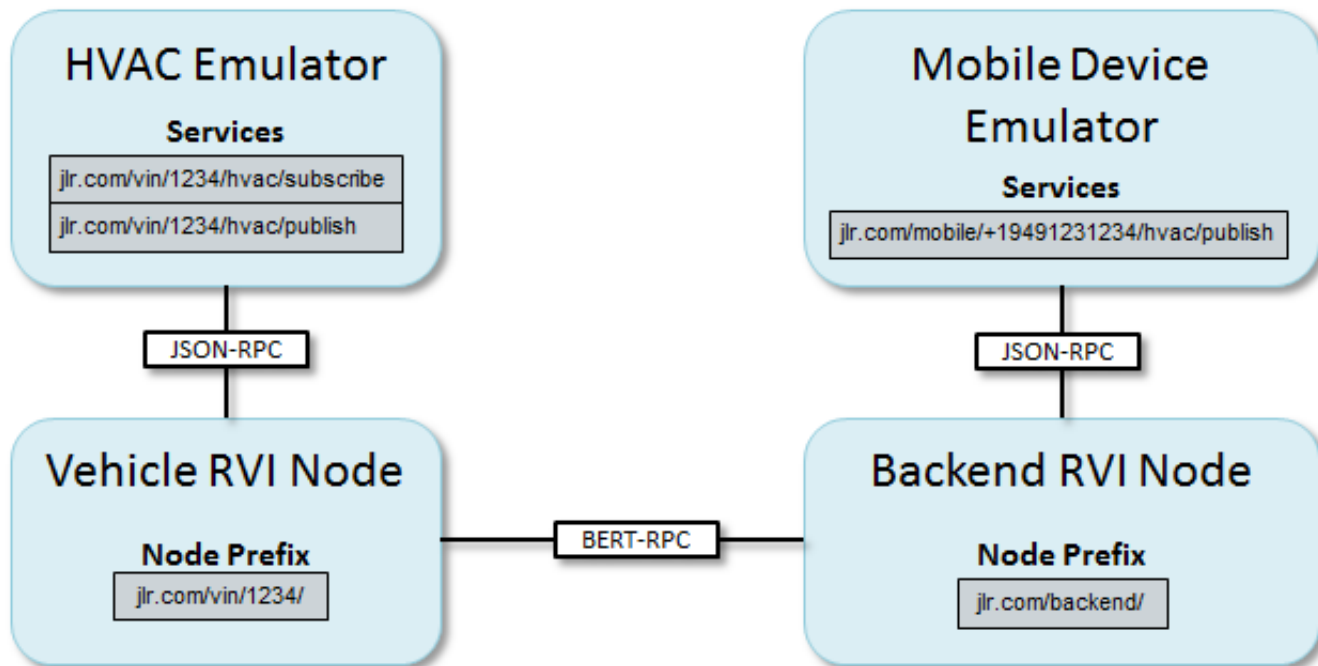 HVAC Emulator
Services
jlr.com/vin/1234/hvac/subscribe
jlr.com/vin/1234/hvac/publish
Mobile Device
Emulator
Services
jlr.com/mobile/+19491231234/hvac/publish
JSON-RPC
JSON-RPC
Vehicle RVI Node
Node Prefix
jlr.com/vin/1234/
BERT-RPC
Backend RVI Node
Node Prefix
jlr.com/backend/